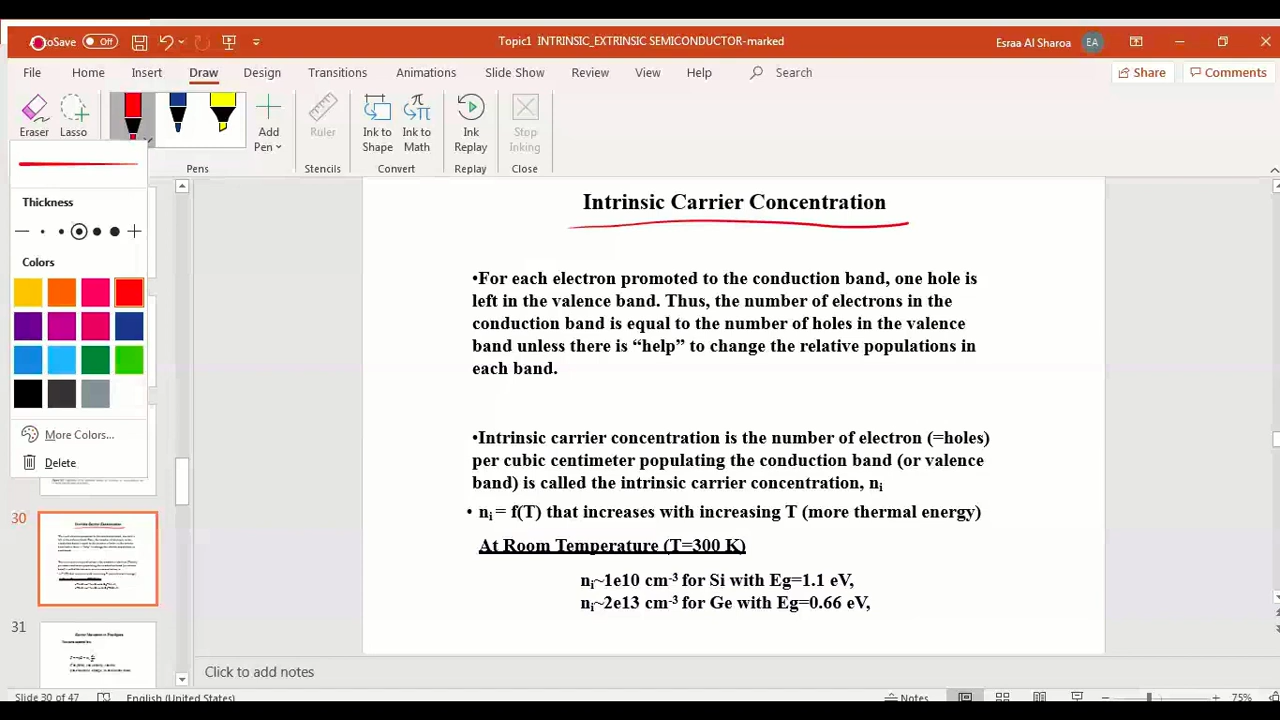 AutoSave Off
Topic1 INTRINSIC_EXTRINSIC SEMICONDUCTOR-marked
Esraa Al Sharoa EA
File Home Insert Draw Design Transitions Animations Slide Show Review View Help Search Share Comments
Eraser Lasso Add Pen Ruler Ink to Shape Ink to Math Ink Replay Stop Inking
Pens Stencils Convert Replay Close
Thickness
Colors
More Colors...
Delete
30
31
Intrinsic Carrier Concentration
•For each electron promoted to the conduction band, one hole is
left in the valence band. Thus, the number of electrons in the
conduction band is equal to the number of holes in the valence
band unless there is “help” to change the relative populations in
each band.
•Intrinsic carrier concentration is the number of electron (=holes)
per cubic centimeter populating the conduction band (or valence
band) is called the intrinsic carrier concentration, ni
• ni = f(T) that increases with increasing T (more thermal energy)
At Room Temperature (T=300 K)
ni~1e10 cm-3 for Si with Eg=1.1 eV,
ni~2e13 cm-3 for Ge with Eg=0.66 eV,
Click to add notes
Slide 30 of 47 English (United States) Notes 75%